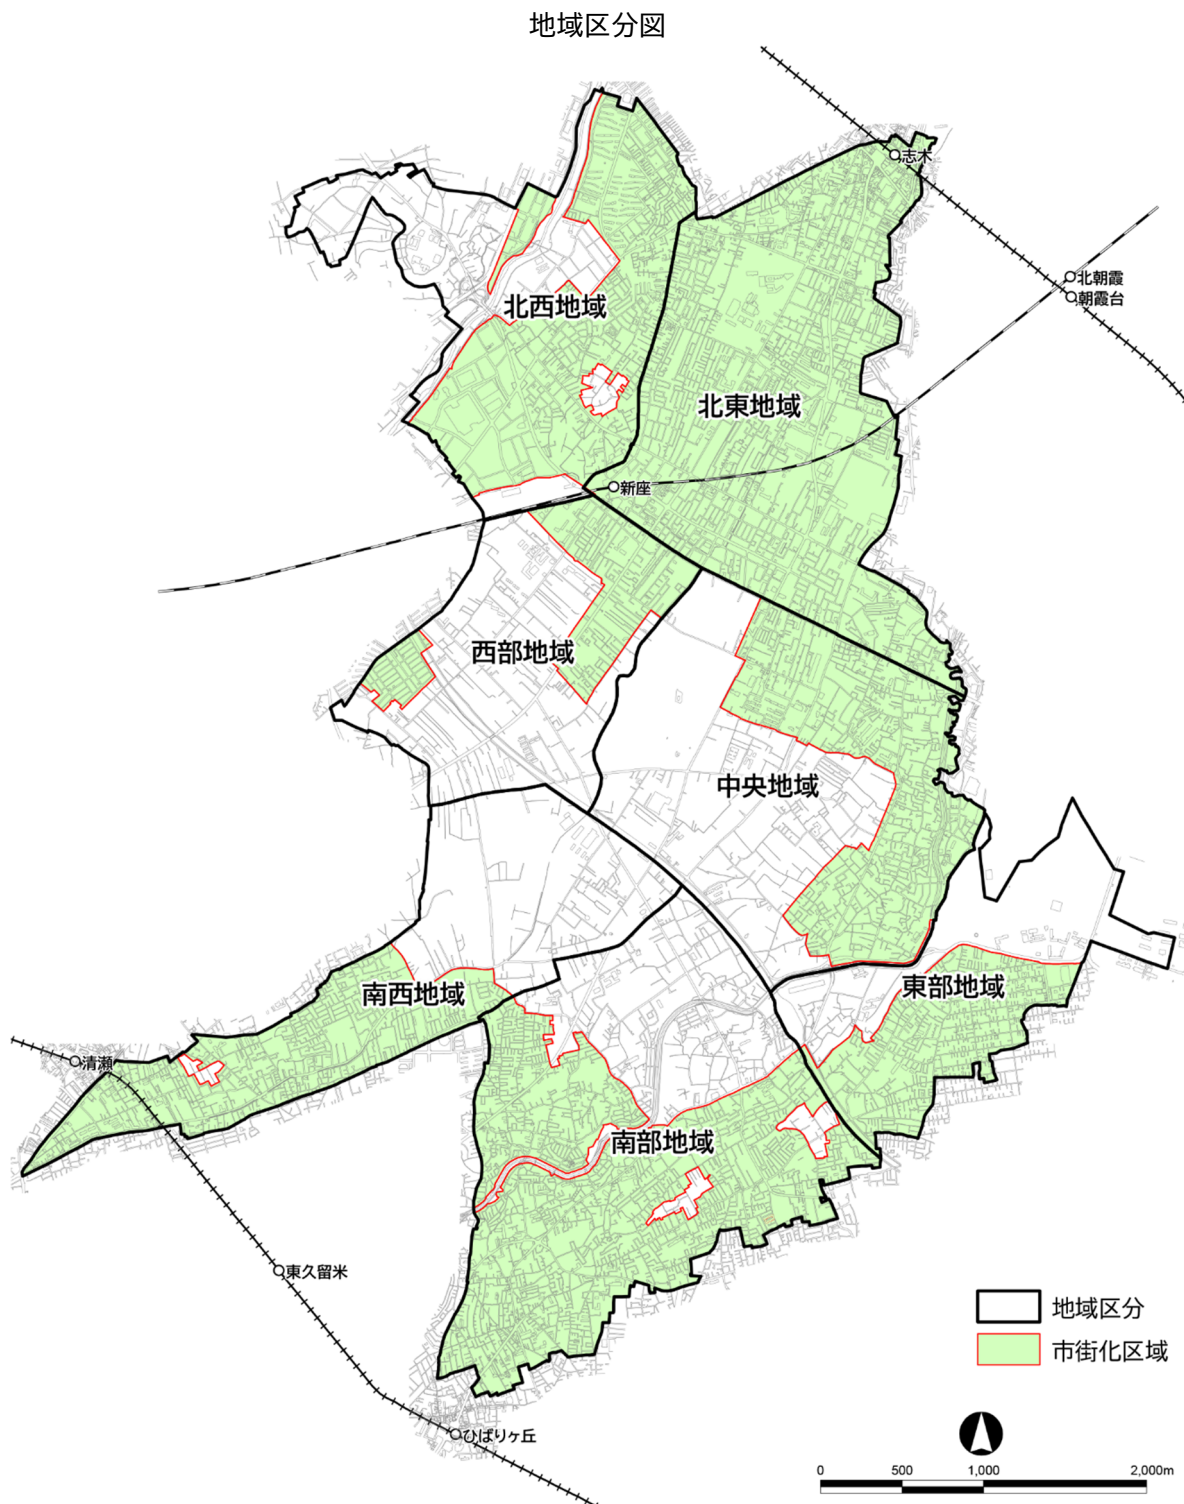 地域区分図
志木
北朝霞
朝霞台
北西地域
北東地域
新座
西部地域
中央地域
南西地域
東部地域
清瀬
南部地域
東久留米
地域区分
市街化区域
ひばりヶ丘
0 500 1,000 2,000m